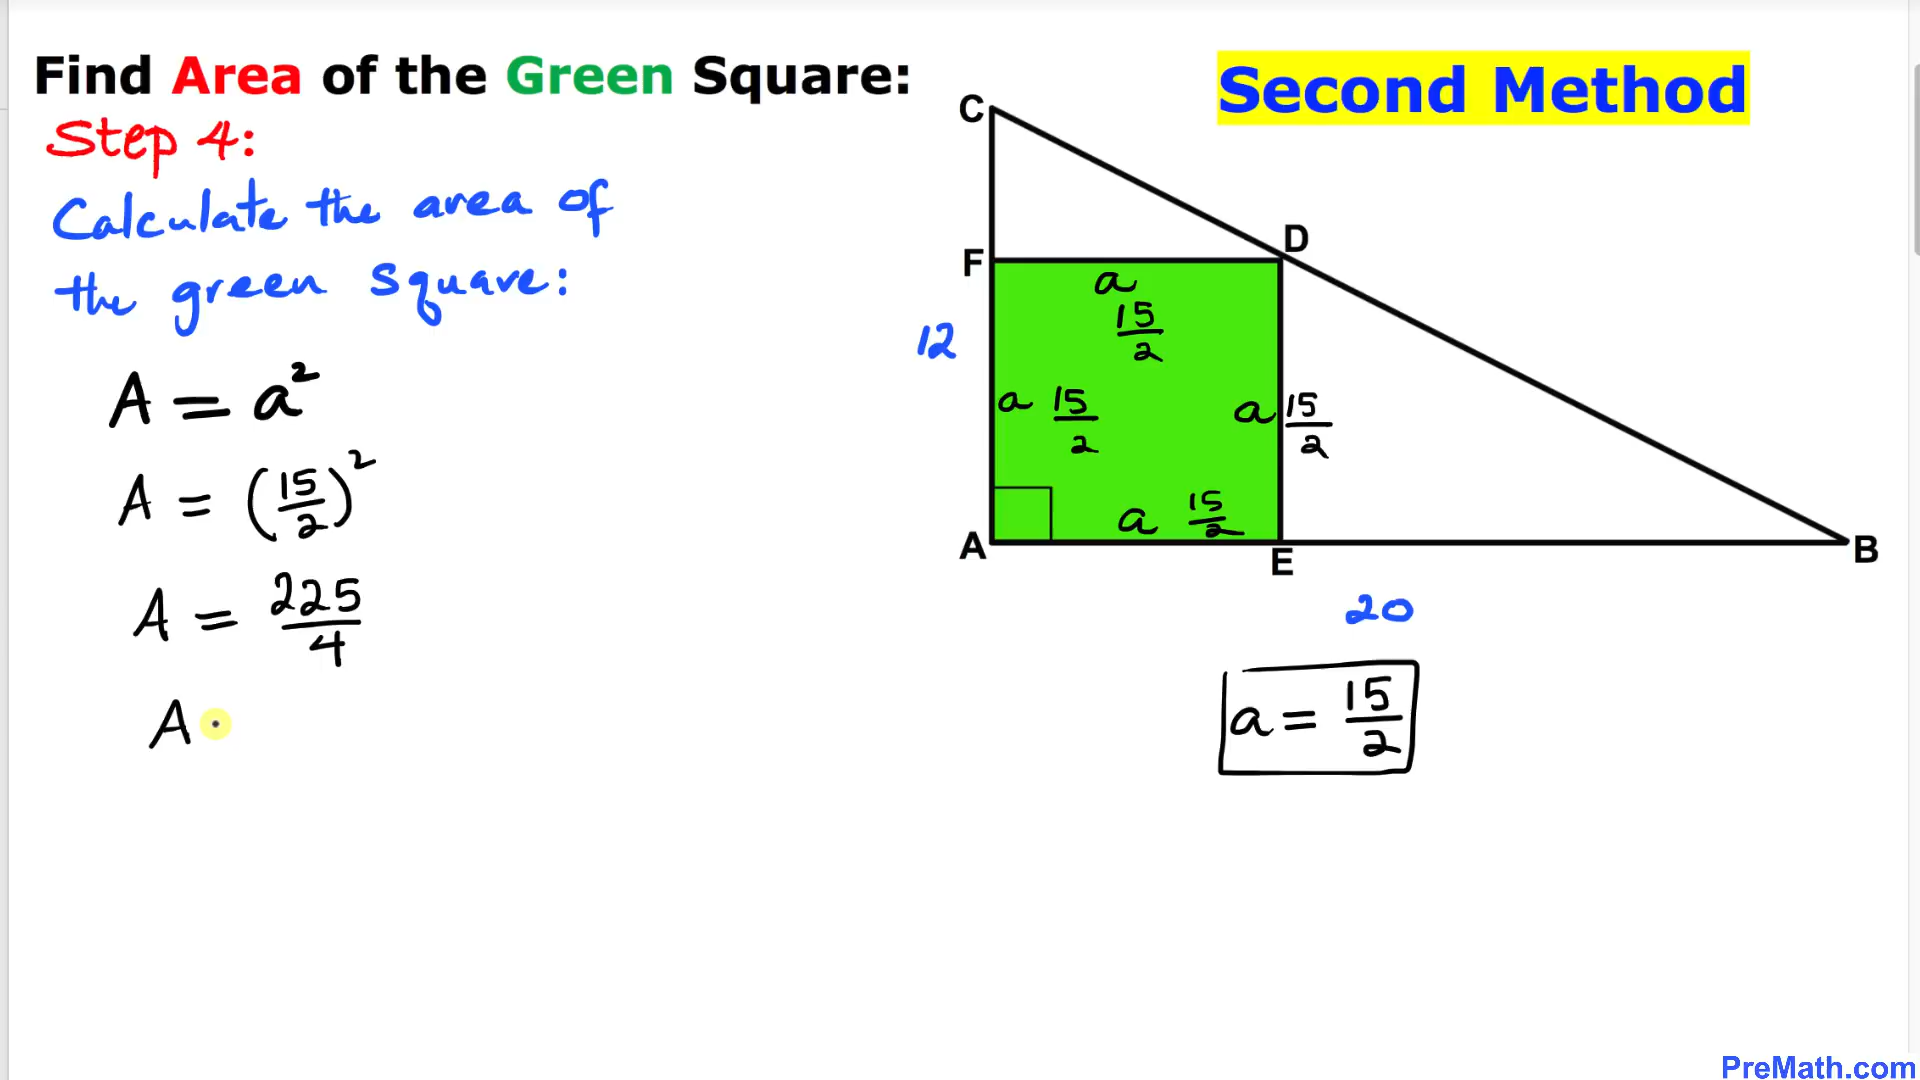 Find Area of the Green Square:
Second Method
Step 4:
Calculate the area of
the green square:
A = a²
A = (15/2)²
A = 225/4
A
C
D
F
a
15/2
12
a 15/2
a 15/2
a 15/2
A
E
B
20
a = 15/2
PreMath.com